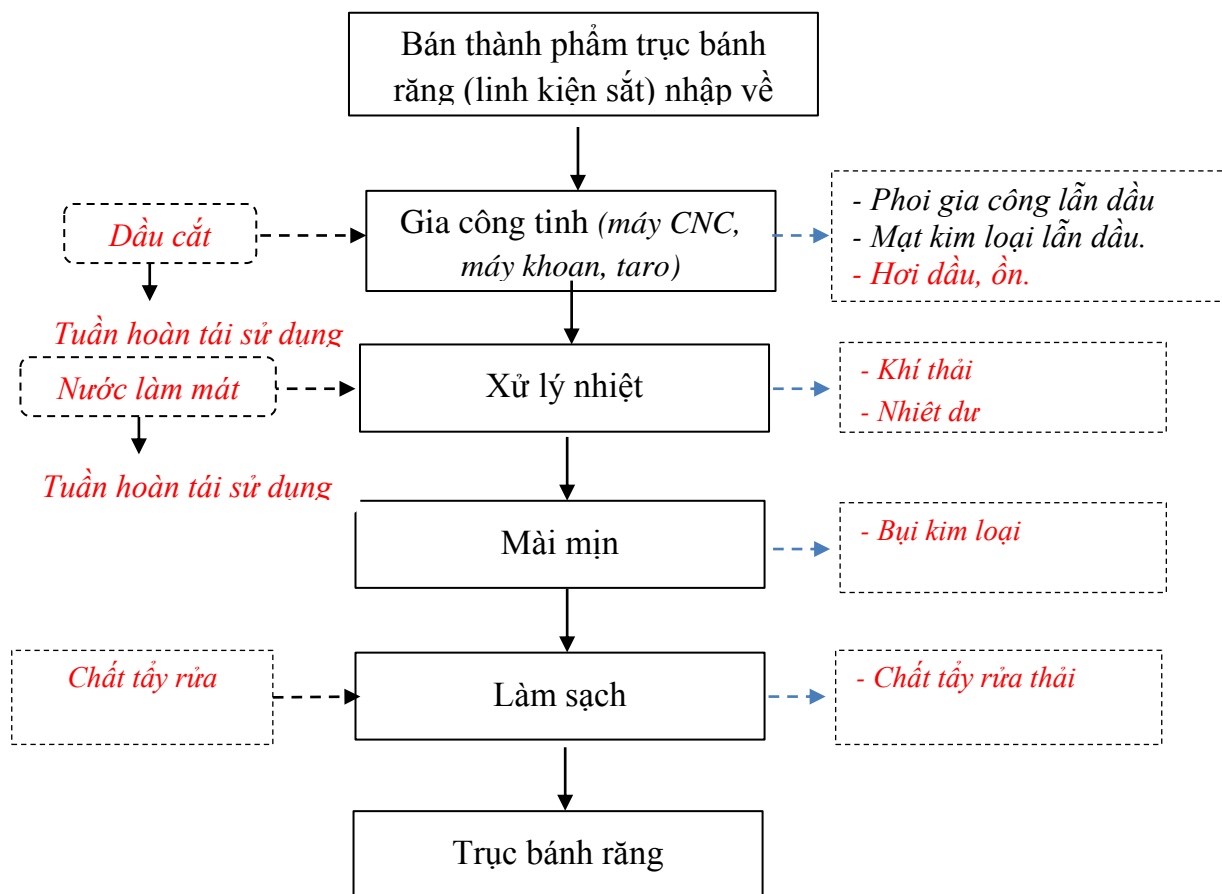 Bán thành phẩm trục bánh
răng (linh kiện sắt) nhập về
Dầu cắt
Gia công tinh (máy CNC,
máy khoan, taro)
- Phoi gia công lẫn dầu
- Mạt kim loại lẫn dầu.
- Hơi dầu, ồn.
Tuần hoàn tái sử dụng
Nước làm mát
Xử lý nhiệt
- Khí thải
- Nhiêt dư
Tuần hoàn tái sử dụng
Mài mịn
- Bụi kim loại
Chất tẩy rửa
Làm sạch
- Chất tẩy rửa thải
Trục bánh răng